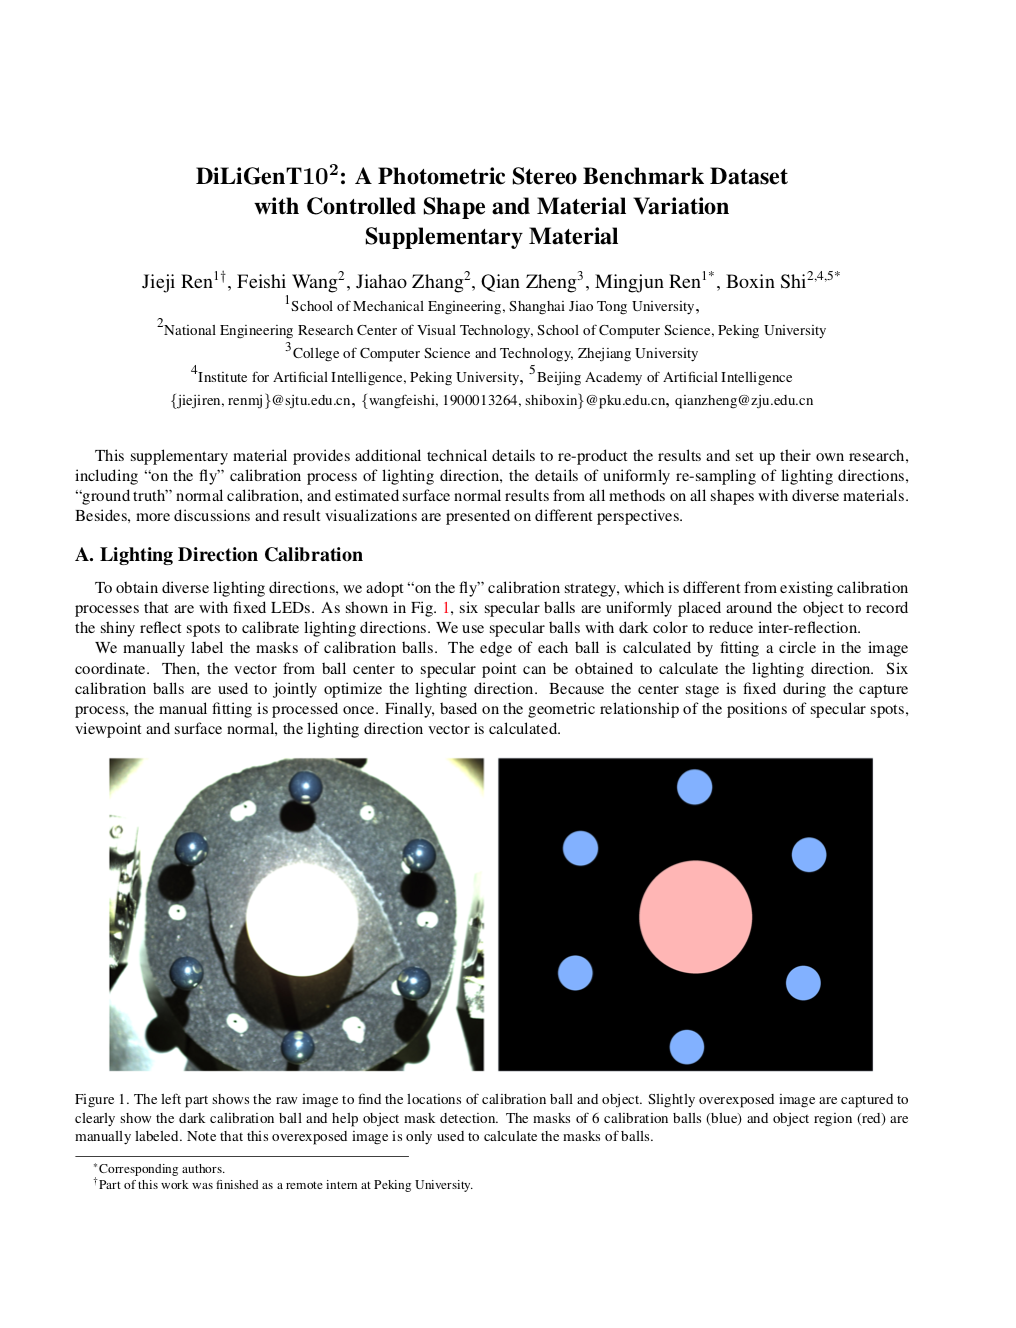 DiLiGenT10²: A Photometric Stereo Benchmark Dataset
with Controlled Shape and Material Variation
Supplementary Material
Jieji Ren¹†, Feishi Wang², Jiahao Zhang², Qian Zheng³, Mingjun Ren¹*, Boxin Shi²,⁴,⁵*
¹School of Mechanical Engineering, Shanghai Jiao Tong University,
²National Engineering Research Center of Visual Technology, School of Computer Science, Peking University
³College of Computer Science and Technology, Zhejiang University
⁴Institute for Artificial Intelligence, Peking University, ⁵Beijing Academy of Artificial Intelligence
{jiejiren, renmj}@sjtu.edu.cn, {wangfeishi, 1900013264, shiboxin}@pku.edu.cn, qianzheng@zju.edu.cn
This supplementary material provides additional technical details to re-product the results and set up their own research,
including “on the fly” calibration process of lighting direction, the details of uniformly re-sampling of lighting directions,
“ground truth” normal calibration, and estimated surface normal results from all methods on all shapes with diverse materials.
Besides, more discussions and result visualizations are presented on different perspectives.
A. Lighting Direction Calibration
To obtain diverse lighting directions, we adopt “on the fly” calibration strategy, which is different from existing calibration
processes that are with fixed LEDs. As shown in Fig. 1, six specular balls are uniformly placed around the object to record
the shiny reflect spots to calibrate lighting directions. We use specular balls with dark color to reduce inter-reflection.
We manually label the masks of calibration balls. The edge of each ball is calculated by fitting a circle in the image
coordinate. Then, the vector from ball center to specular point can be obtained to calculate the lighting direction. Six
calibration balls are used to jointly optimize the lighting direction. Because the center stage is fixed during the capture
process, the manual fitting is processed once. Finally, based on the geometric relationship of the positions of specular spots,
viewpoint and surface normal, the lighting direction vector is calculated.
Figure 1. The left part shows the raw image to find the locations of calibration ball and object. Slightly overexposed image are captured to
clearly show the dark calibration ball and help object mask detection. The masks of 6 calibration balls (blue) and object region (red) are
manually labeled. Note that this overexposed image is only used to calculate the masks of balls.
*Corresponding authors.
†Part of this work was finished as a remote intern at Peking University.